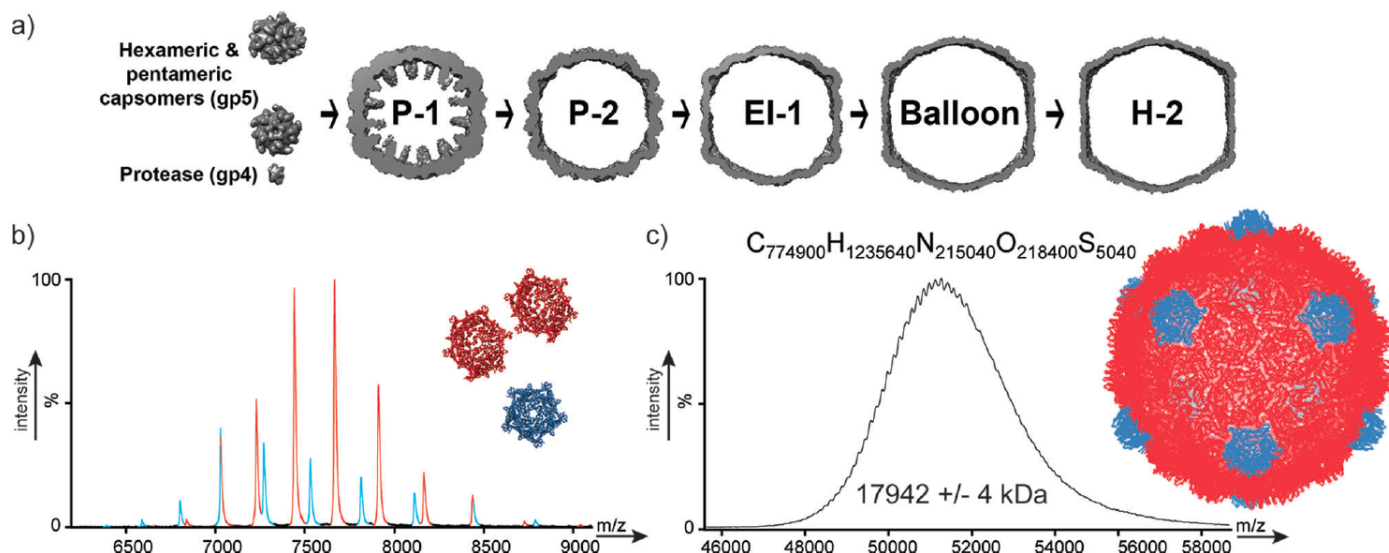 a)
Hexameric &
pentameric
capsomers (gp5)
Protease (gp4)
P-1
P-2
EI-1
Balloon
H-2
b)
100
%
intensity
0
6500
7000
7500
8000
8500
9000
m/z
c)
C774900H1235640N215040O218400S5040
100
%
intensity
0
17942 +/- 4 kDa
46000
48000
50000
52000
54000
56000
58000
m/z